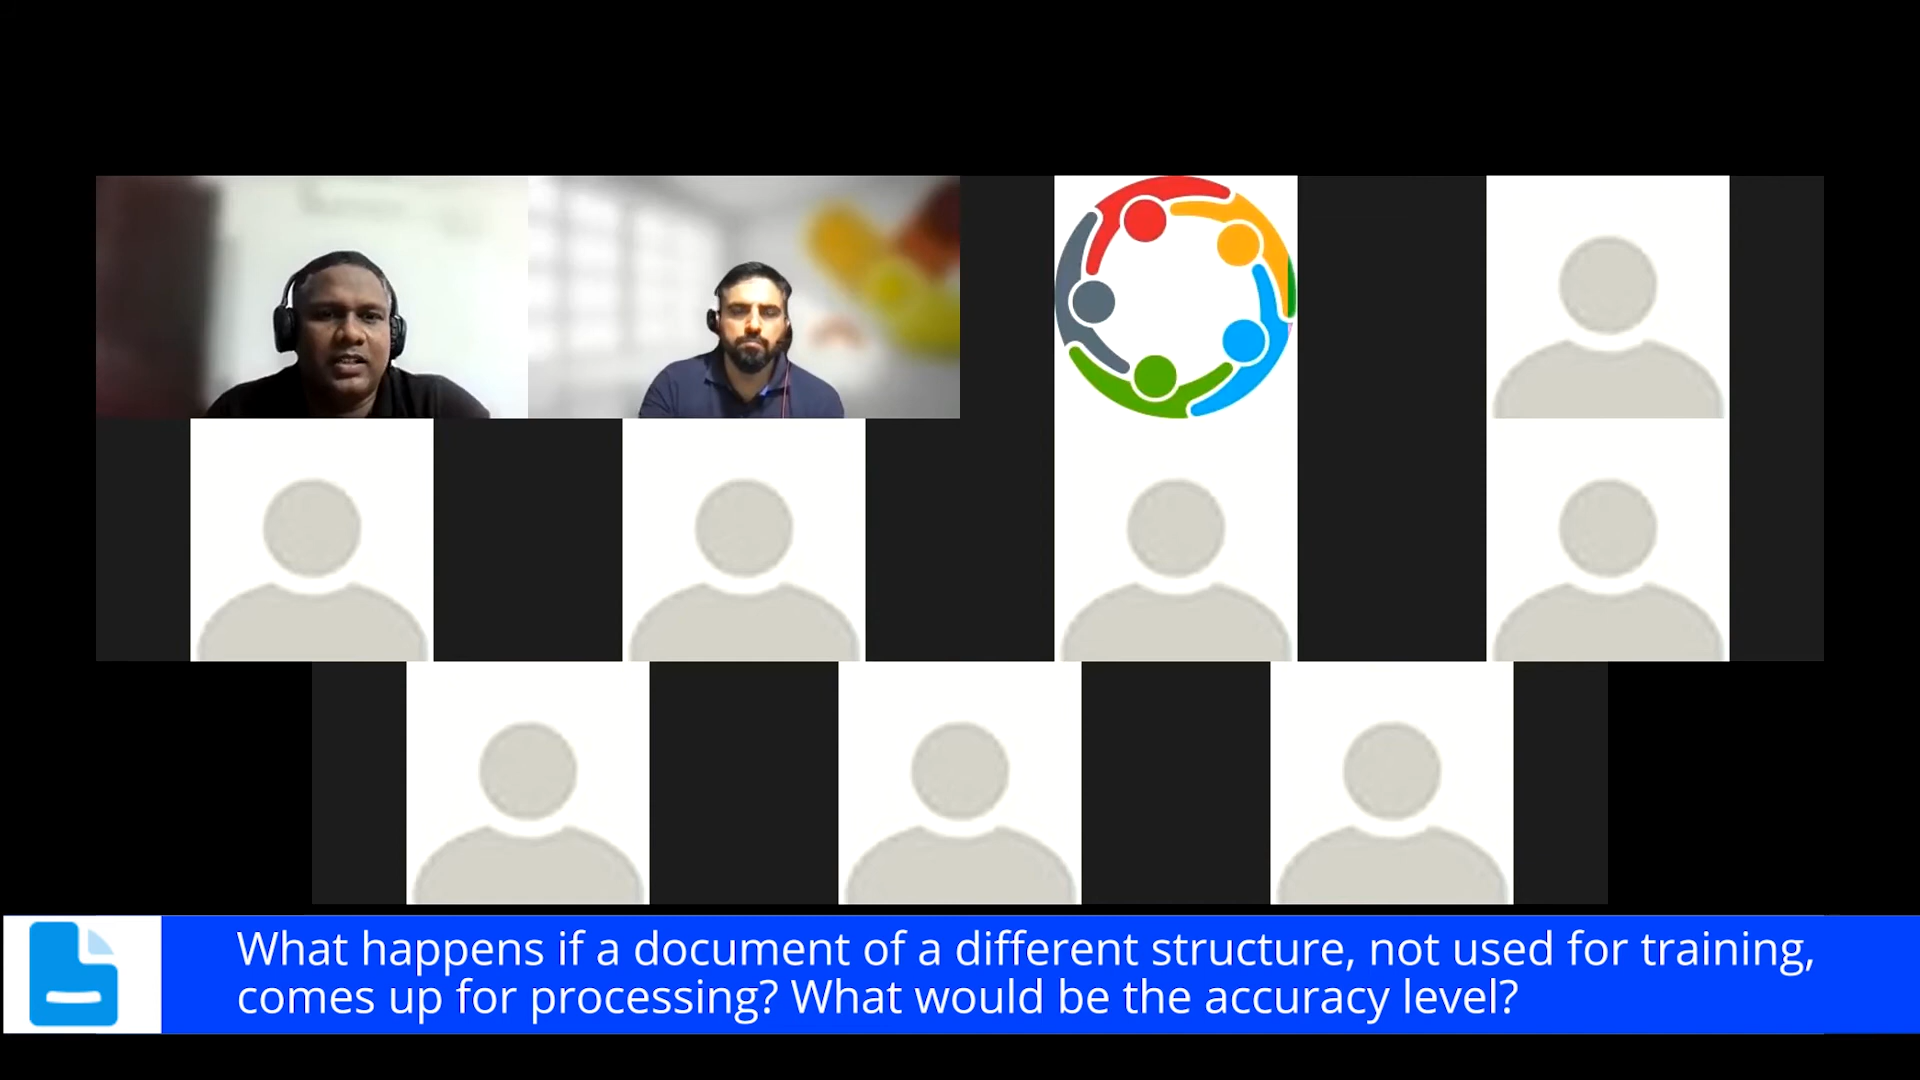 What happens if a document of a different structure, not used for training,
comes up for processing? What would be the accuracy level?